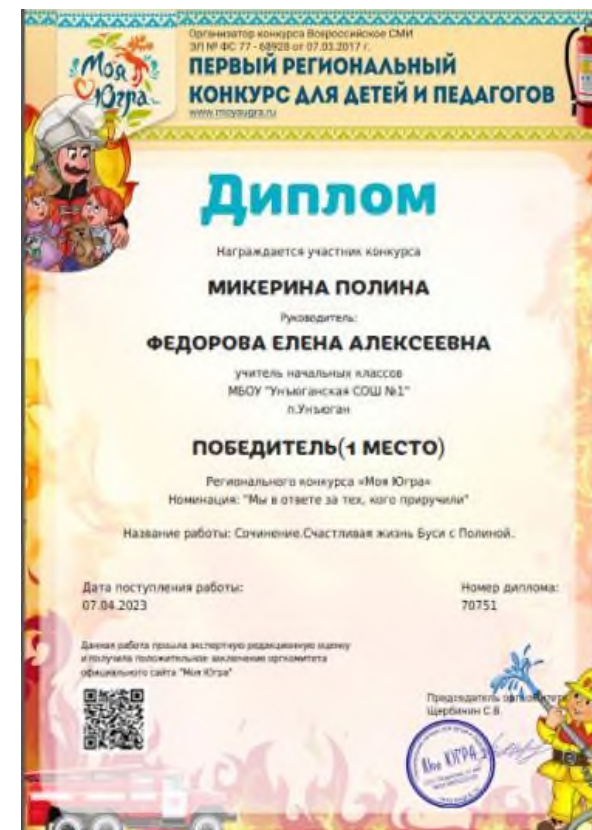 Моя
Югра
Организатор конкурса Всероссийское СМИ
ЭЛ № ФС 77 - 68928 от 07.03.2017 г.
ПЕРВЫЙ РЕГИОНАЛЬНЫЙ
КОНКУРС ДЛЯ ДЕТЕЙ И ПЕДАГОГОВ
www.moyaugra.ru
Диплом
Награждается участник конкурса
МИКЕРИНА ПОЛИНА
Руководитель:
ФЕДОРОВА ЕЛЕНА АЛЕКСЕЕВНА
учитель начальных классов
МБОУ "Унъюганская СОШ №1"
п.Унъюган
ПОБЕДИТЕЛЬ(1 МЕСТО)
Регионального конкурса «Моя Югра»
Номинация: "Мы в ответе за тех, кого приручили"
Название работы: Сочинение.Счастливая жизнь Буси с Полиной.
Дата поступления работы:
07.04.2023
Номер диплома:
70751
Данная работа прошла экспертную редакционную оценку
и получила положительное заключение оргкомитета
официального сайта "Моя Югра"
Председатель оргкомитета
Щербинин С.В.
Моя ЮГРА